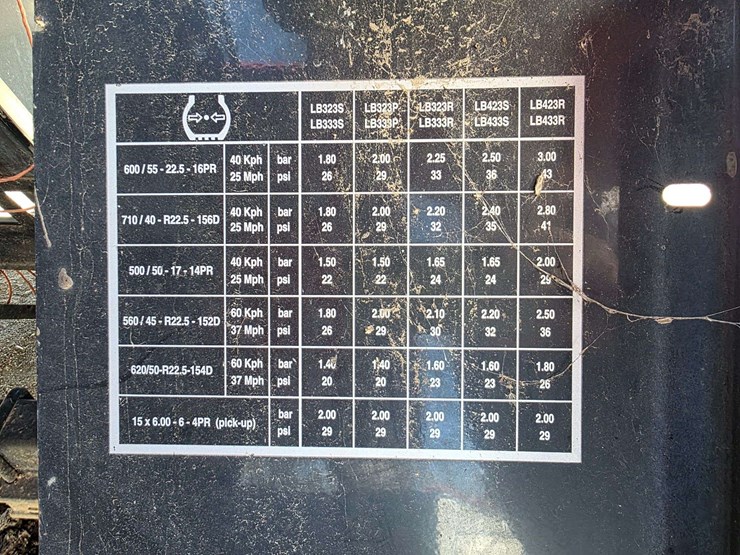 LB323S LB323P LB323R LB423S LB423R
LB333S LB333P LB333R LB433S LB433R
600 / 55 - 22.5 - 16PR 40 Kph bar 1.80 2.00 2.25 2.50 3.00
25 Mph psi 26 29 33 36 43
710 / 40 - R22.5 - 156D 40 Kph bar 1.80 2.00 2.20 2.40 2.80
25 Mph psi 26 29 32 35 41
500 / 50 - 17 - 14PR 40 Kph bar 1.50 1.50 1.65 1.65 2.00
25 Mph psi 22 22 24 24 29
560 / 45 - R22.5 - 152D 60 Kph bar 1.80 2.00 2.10 2.20 2.50
37 Mph psi 26 29 30 32 36
620/50-R22.5-154D 60 Kph bar 1.40 1.40 1.60 1.60 1.80
37 Mph psi 20 20 23 23 26
15 x 6.00 - 6 - 4PR (pick-up) bar 2.00 2.00 2.00 2.00 2.00
psi 29 29 29 29 29